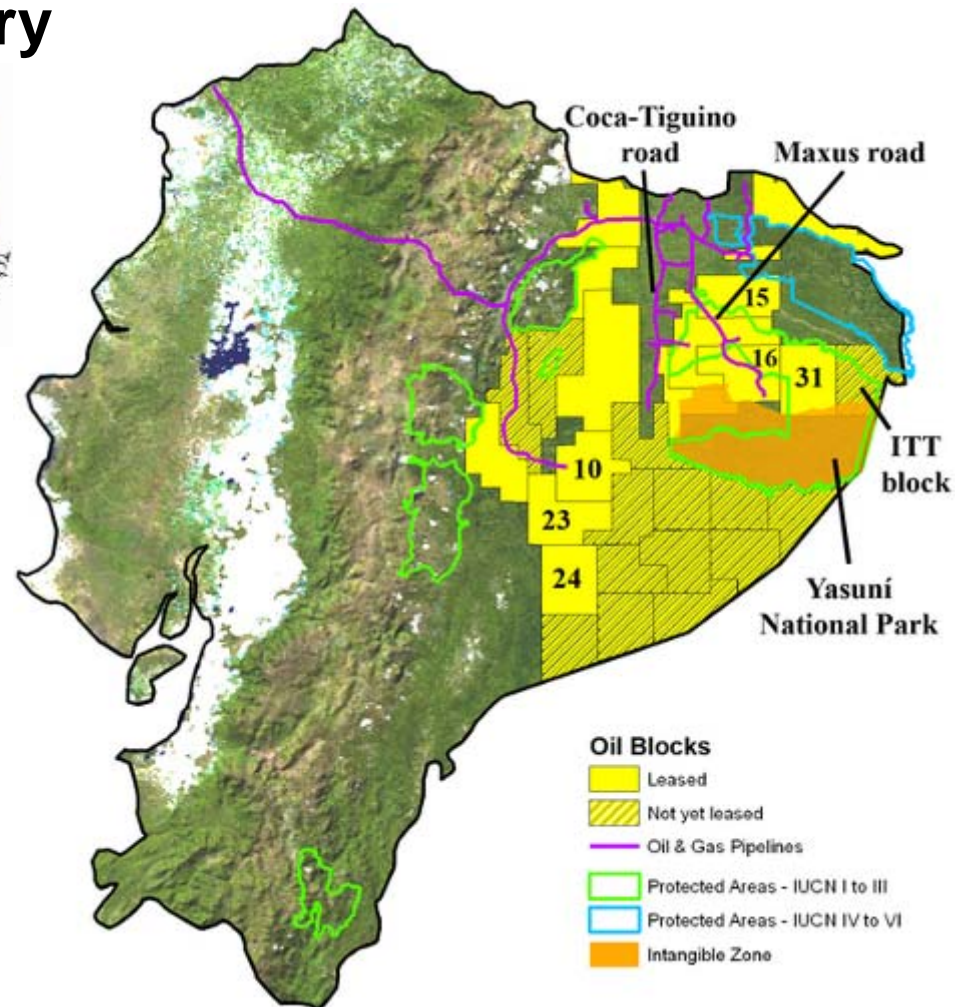 ry
Coca-Tiguino
road
Maxus road
15
16
31
ITT
block
10
23
24
Yasuní
National Park
Oil Blocks
Leased
Not yet leased
Oil & Gas Pipelines
Protected Areas - IUCN I to III
Protected Areas - IUCN IV to VI
Intangible Zone